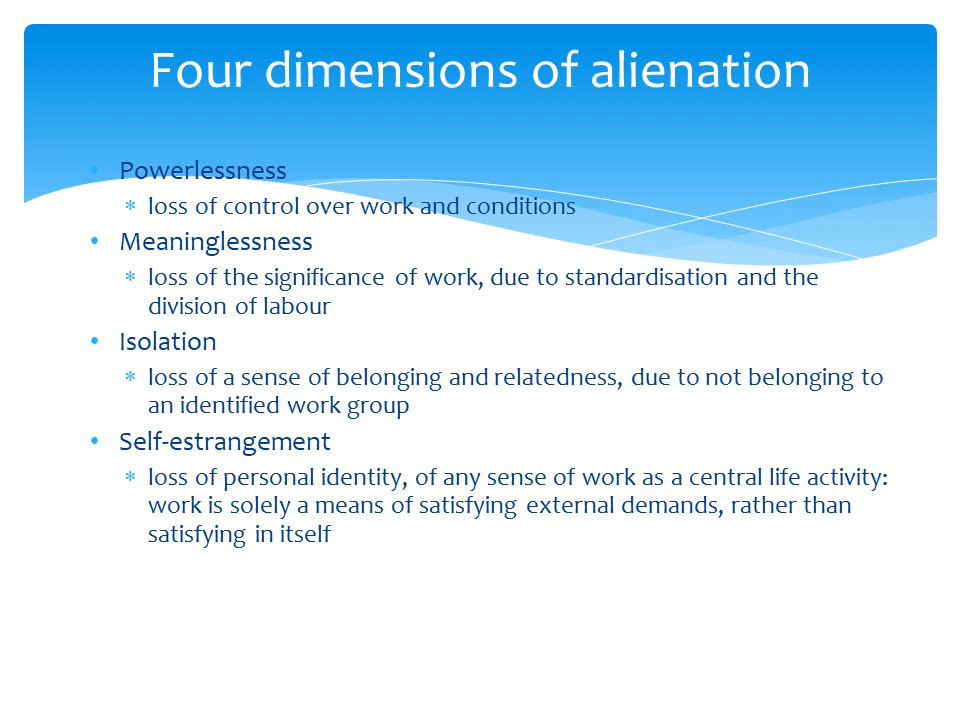 Four dimensions of alienation
• Powerlessness
∗ loss of control over work and conditions
• Meaninglessness
∗ loss of the significance of work, due to standardisation and the
division of labour
• Isolation
∗ loss of a sense of belonging and relatedness, due to not belonging to
an identified work group
• Self-estrangement
∗ loss of personal identity, of any sense of work as a central life activity:
work is solely a means of satisfying external demands, rather than
satisfying in itself